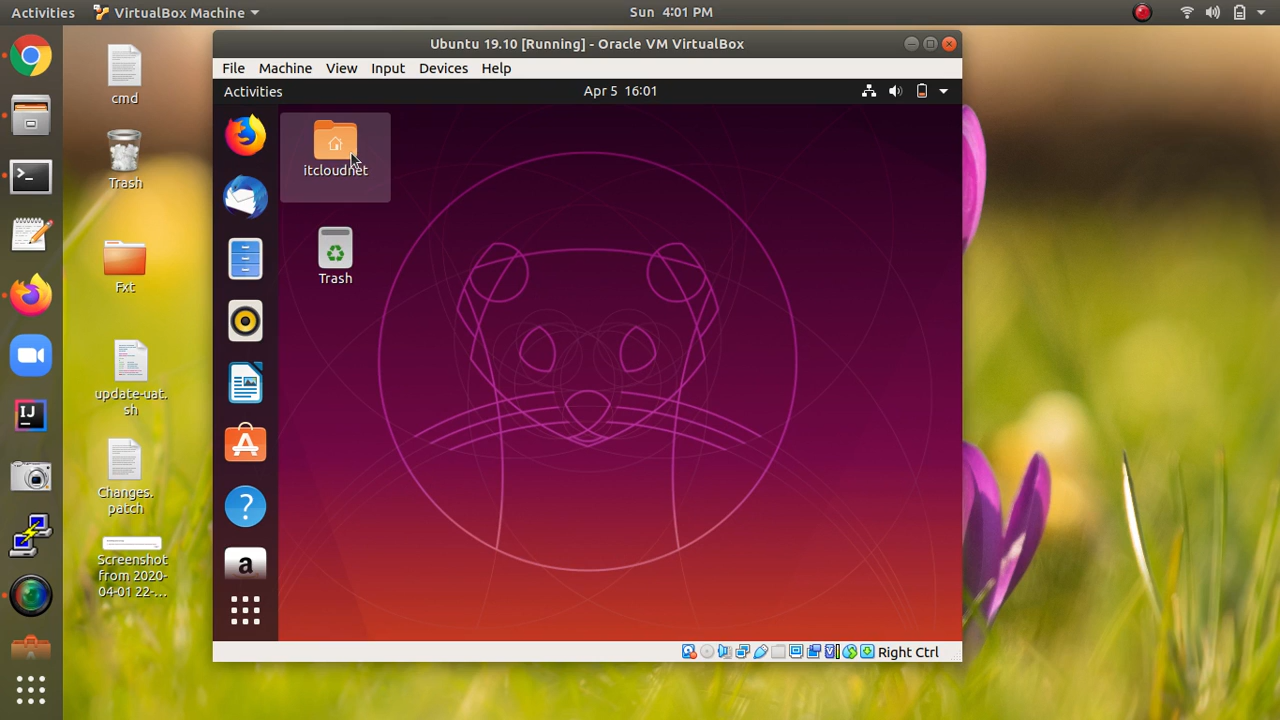 Activities
VirtualBox Machine
Sun 4:01 PM
Ubuntu 19.10 [Running] - Oracle VM VirtualBox
File Machine View Input Devices Help
Activities
Apr 5 16:01
cmd
Trash
Fxt
update-uat.
sh
Changes.
patch
Screenshot
from 2020-
04-01 22-...
itcloudnet
Trash
IJ
A
?
a
Right Ctrl